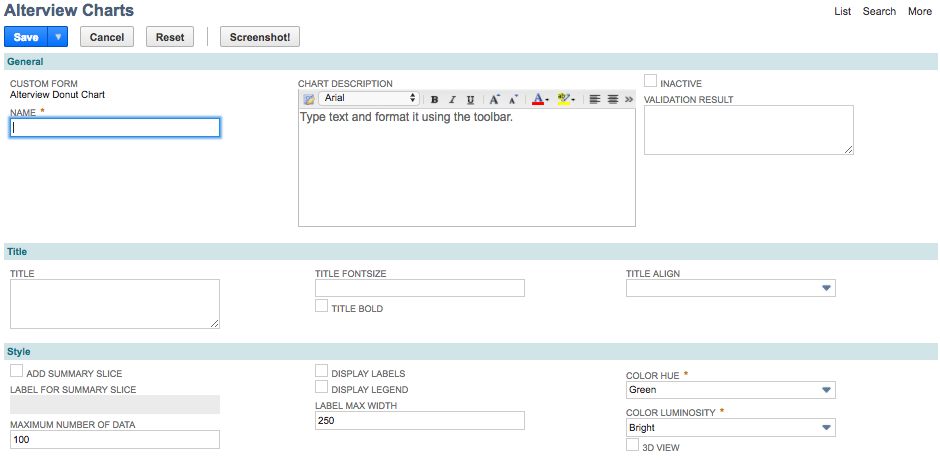 Alterview Charts
List Search More
Save Cancel Reset Screenshot!
General
CUSTOM FORM
Alterview Donut Chart
NAME *
CHART DESCRIPTION
Arial B I U A A A ab
Type text and format it using the toolbar.
INACTIVE
VALIDATION RESULT
Title
TITLE
TITLE FONTSIZE
TITLE BOLD
TITLE ALIGN
Style
ADD SUMMARY SLICE
LABEL FOR SUMMARY SLICE
MAXIMUM NUMBER OF DATA
100
DISPLAY LABELS
DISPLAY LEGEND
LABEL MAX WIDTH
250
COLOR HUE *
Green
COLOR LUMINOSITY *
Bright
3D VIEW